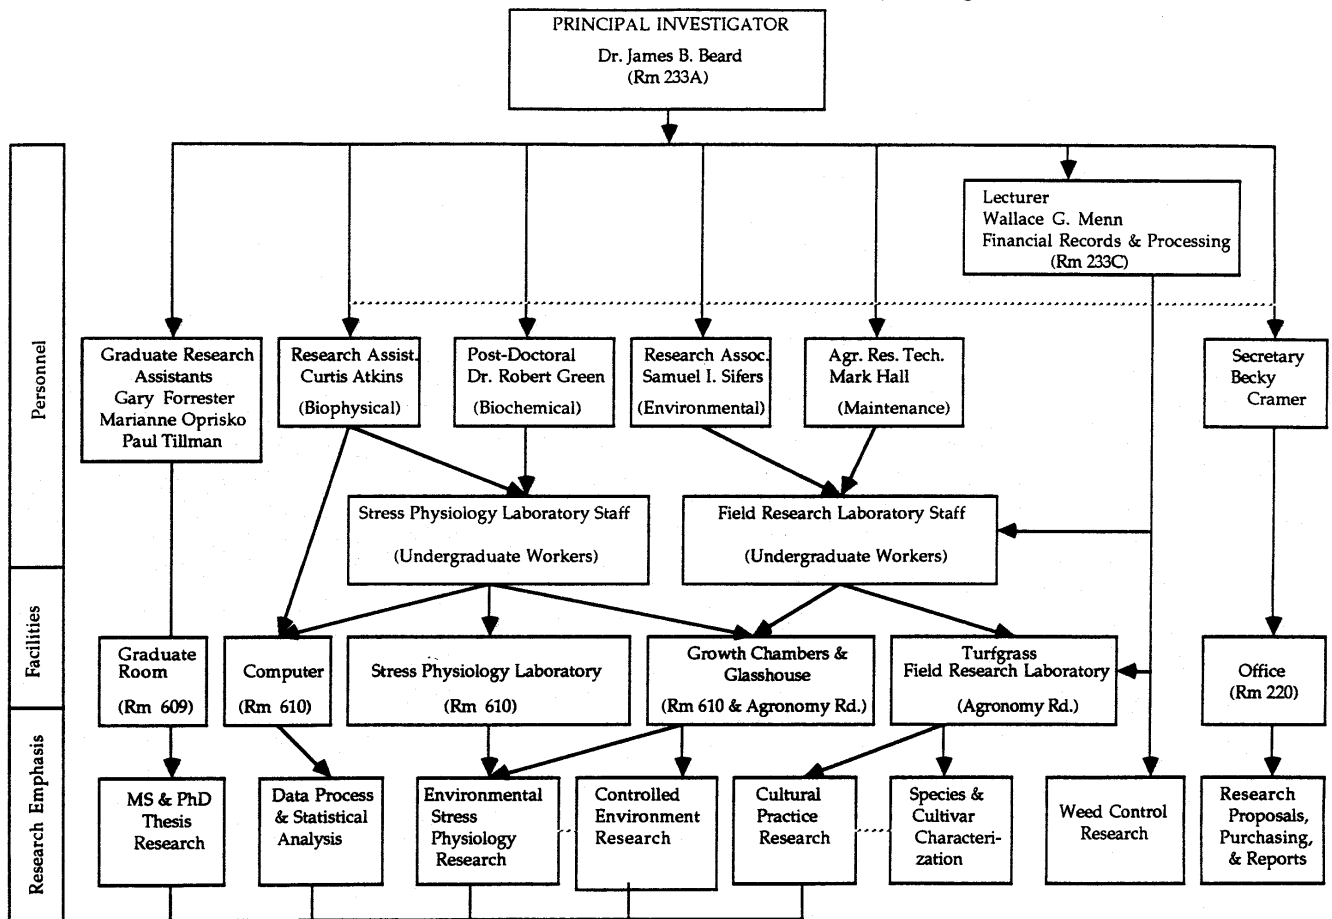 PRINCIPAL INVESTIGATOR
Dr. James B. Beard
(Rm 233A)
Lecturer
Wallace G. Menn
Financial Records & Processing
(Rm 233C)
Personnel
Graduate Research
Assistants
Gary Forrester
Marianne Oprisko
Paul Tillman
Research Assist.
Curtis Atkins
(Biophysical)
Post-Doctoral
Dr. Robert Green
(Biochemical)
Research Assoc.
Samuel I. Sifers
(Environmental)
Agr. Res. Tech.
Mark Hall
(Maintenance)
Secretary
Becky
Cramer
Stress Physiology Laboratory Staff
(Undergraduate Workers)
Field Research Laboratory Staff
(Undergraduate Workers)
Facilities
Graduate
Room
(Rm 609)
Computer
(Rm 610)
Stress Physiology Laboratory
(Rm 610)
Growth Chambers &
Glasshouse
(Rm 610 & Agronomy Rd.)
Turfgrass
Field Research Laboratory
(Agronomy Rd.)
Office
(Rm 220)
Research Emphasis
MS & PhD
Thesis
Research
Data Process
& Statistical
Analysis
Environmental
Stress
Physiology
Research
Controlled
Environment
Research
Cultural
Practice
Research
Species &
Cultivar
Characteri-
zation
Weed Control
Research
Research
Proposals,
Purchasing,
& Reports